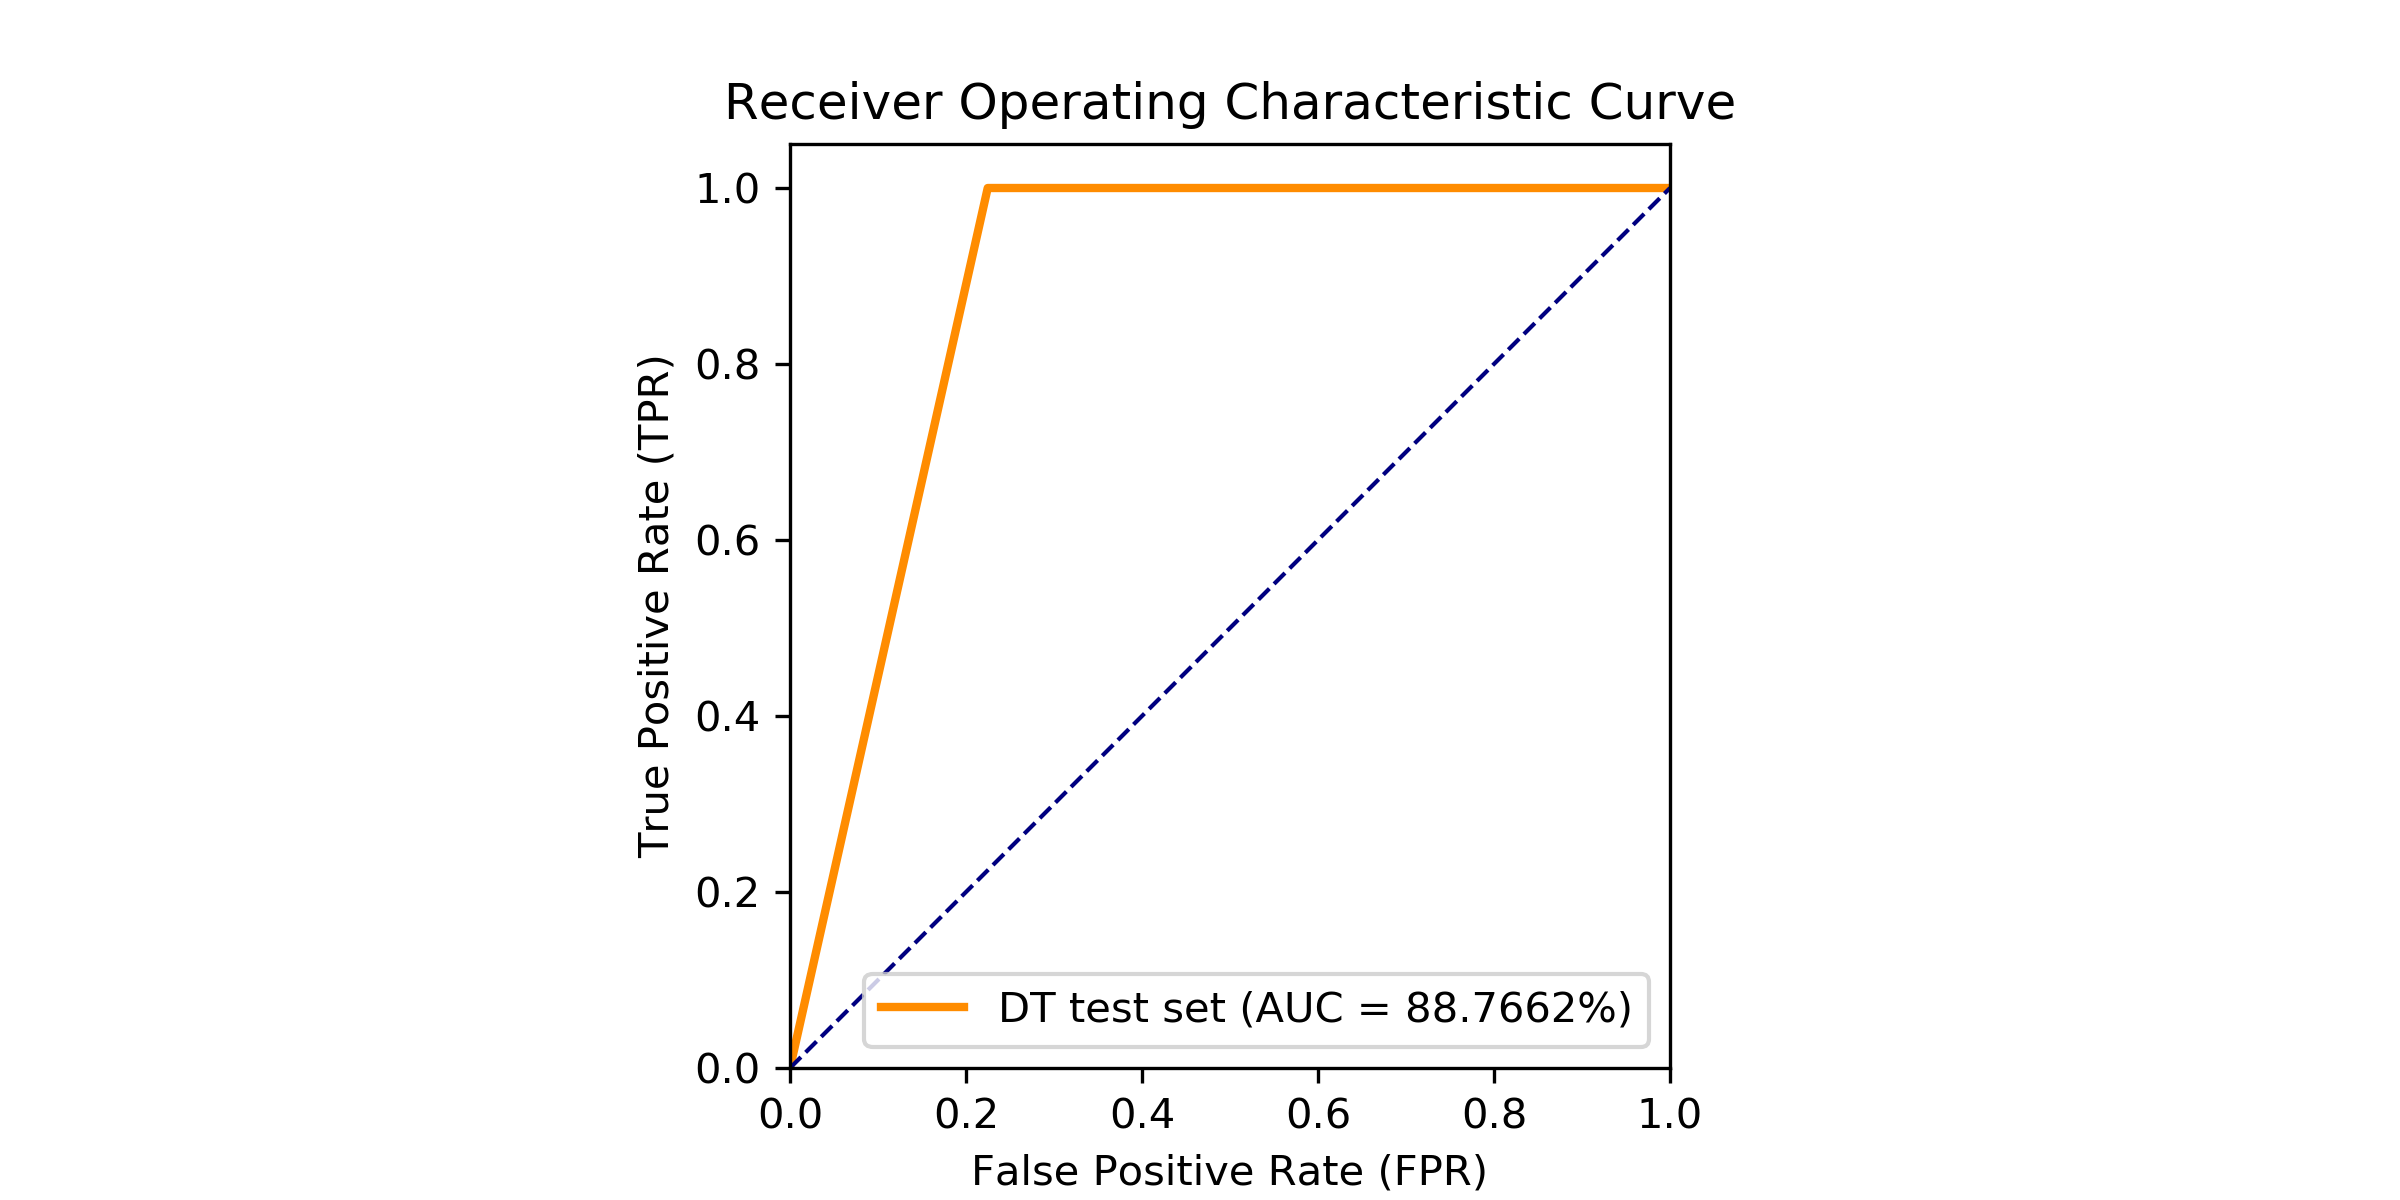 Receiver Operating Characteristic Curve
1.0
0.8
0.6
0.4
0.2
0.0
True Positive Rate (TPR)
DT test set (AUC = 88.7662%)
0.0 0.2 0.4 0.6 0.8 1.0
False Positive Rate (FPR)